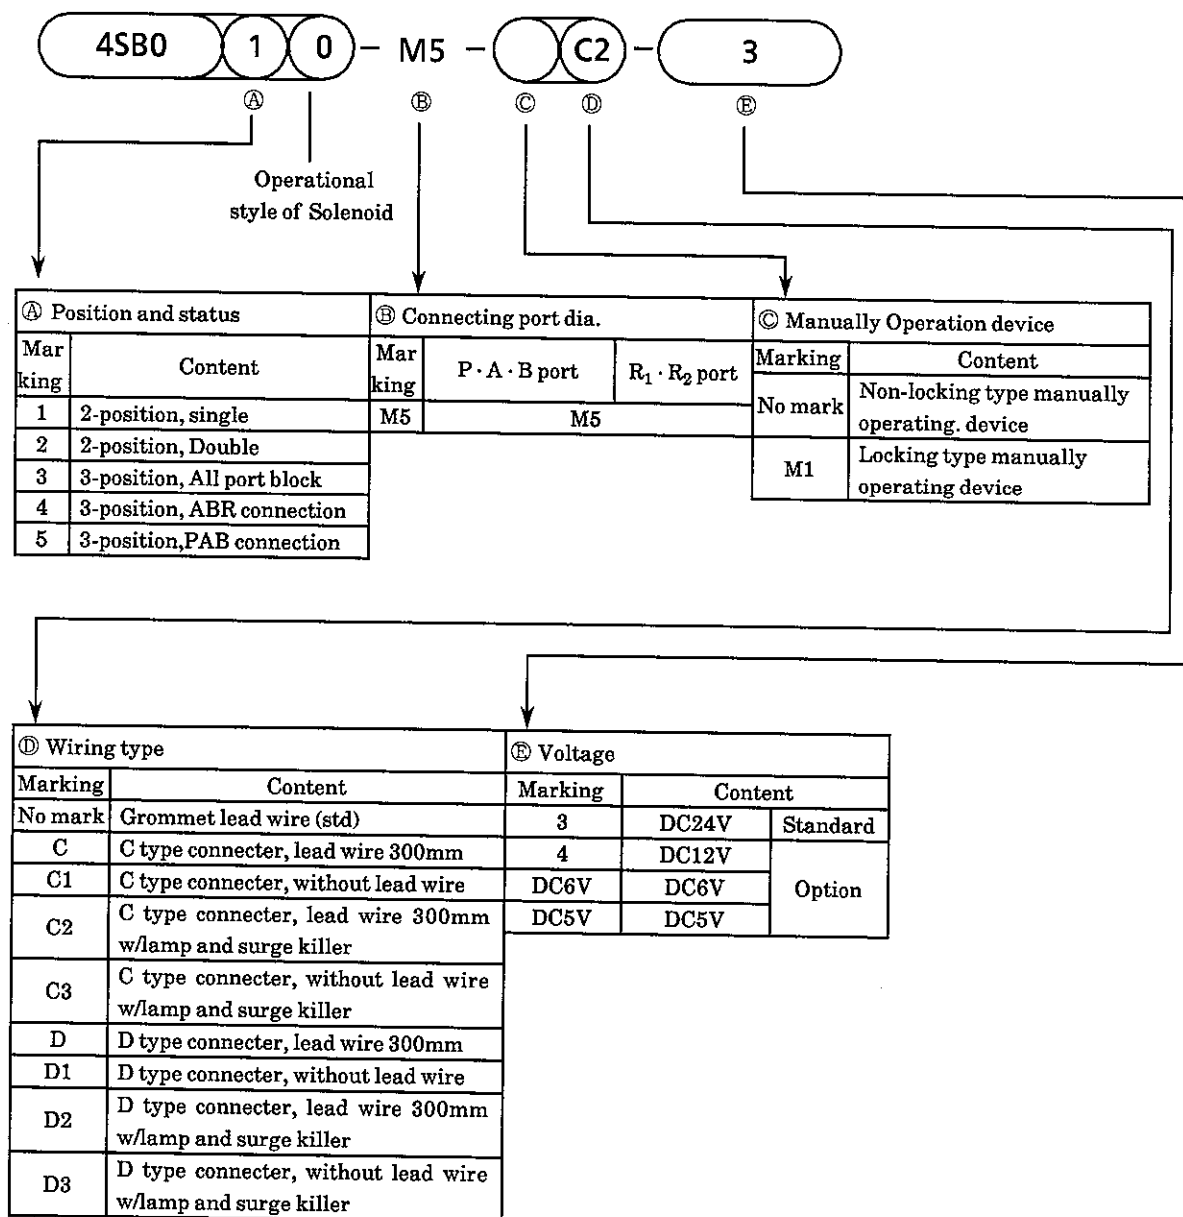 4SB0 1 0 – M5 – C2 – 3
Ⓐ Ⓑ Ⓒ Ⓓ Ⓔ
Operational
style of Solenoid
Ⓐ Position and status
Mar
king
Content
1 2-position, single
2 2-position, Double
3 3-position, All port block
4 3-position, ABR connection
5 3-position,PAB connection
Ⓑ Connecting port dia.
Mar
king
P · A · B port R₁ · R₂ port
M5 M5
Ⓒ Manually Operation device
Marking Content
No mark Non-locking type manually
operating. device
M1 Locking type manually
operating device
Ⓓ Wiring type
Marking Content
No mark Grommet lead wire (std)
C C type connecter, lead wire 300mm
C1 C type connecter, without lead wire
C2 C type connecter, lead wire 300mm
w/lamp and surge killer
C3 C type connecter, without lead wire
w/lamp and surge killer
D D type connecter, lead wire 300mm
D1 D type connecter, without lead wire
D2 D type connecter, lead wire 300mm
w/lamp and surge killer
D3 D type connecter, without lead wire
w/lamp and surge killer
Ⓔ Voltage
Marking Content
3 DC24V Standard
4 DC12V
Option
DC6V DC6V
DC5V DC5V